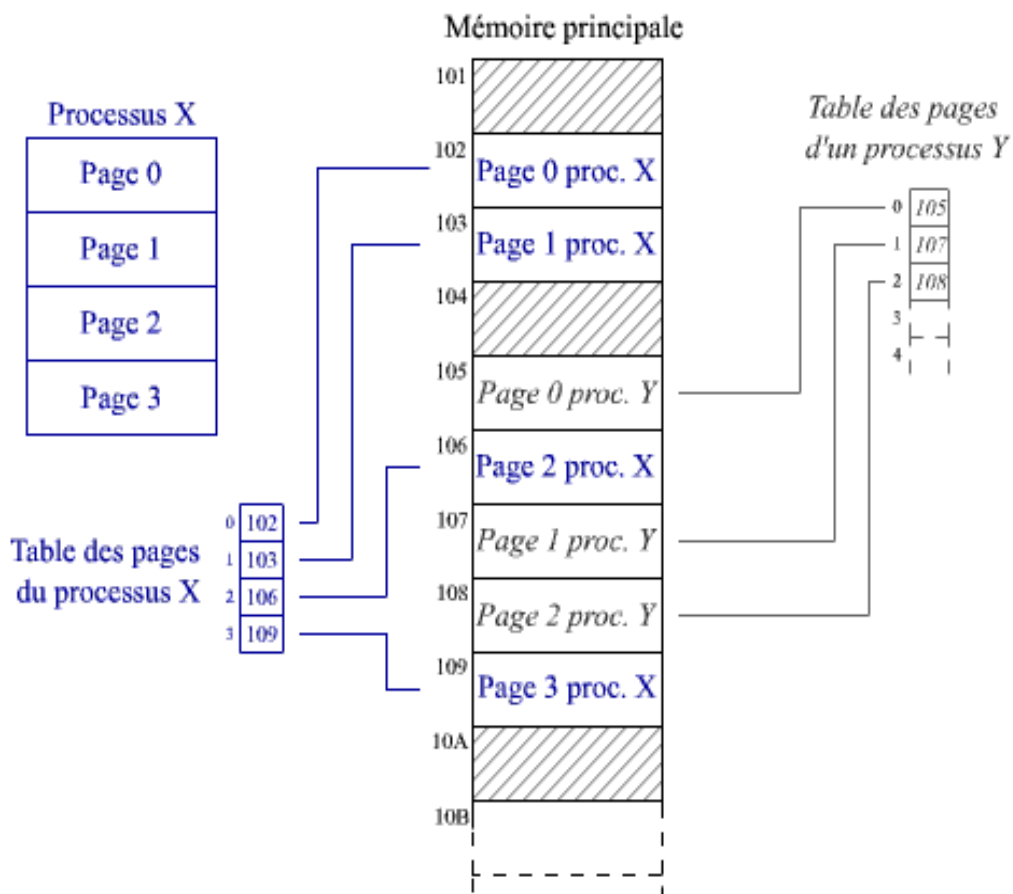 Mémoire principale
Processus X
Page 0
Page 1
Page 2
Page 3
Table des pages
du processus X
0 102
1 103
2 106
3 109
101
102
Page 0 proc. X
103
Page 1 proc. X
104
105
Page 0 proc. Y
106
Page 2 proc. X
107
Page 1 proc. Y
108
Page 2 proc. Y
109
Page 3 proc. X
10A
10B
Table des pages
d'un processus Y
0 105
1 107
2 108
3
4